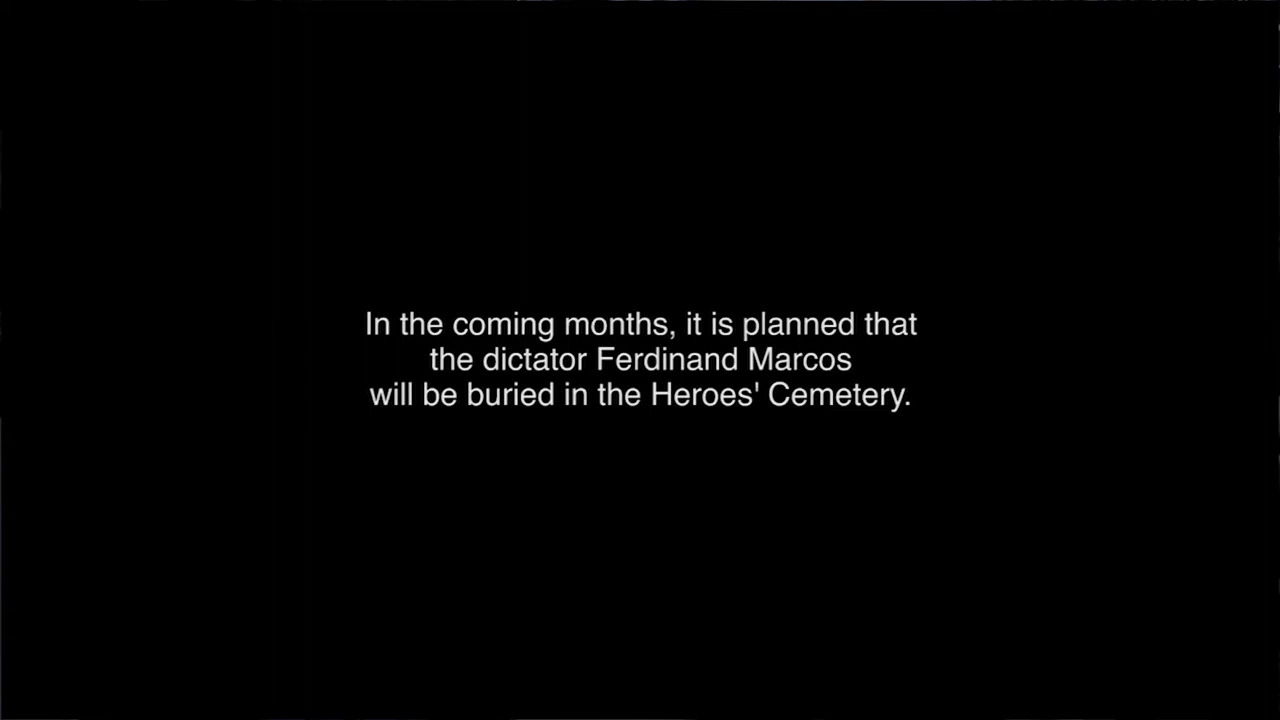 In the coming months, it is planned that
the dictator Ferdinand Marcos
will be buried in the Heroes' Cemetery.